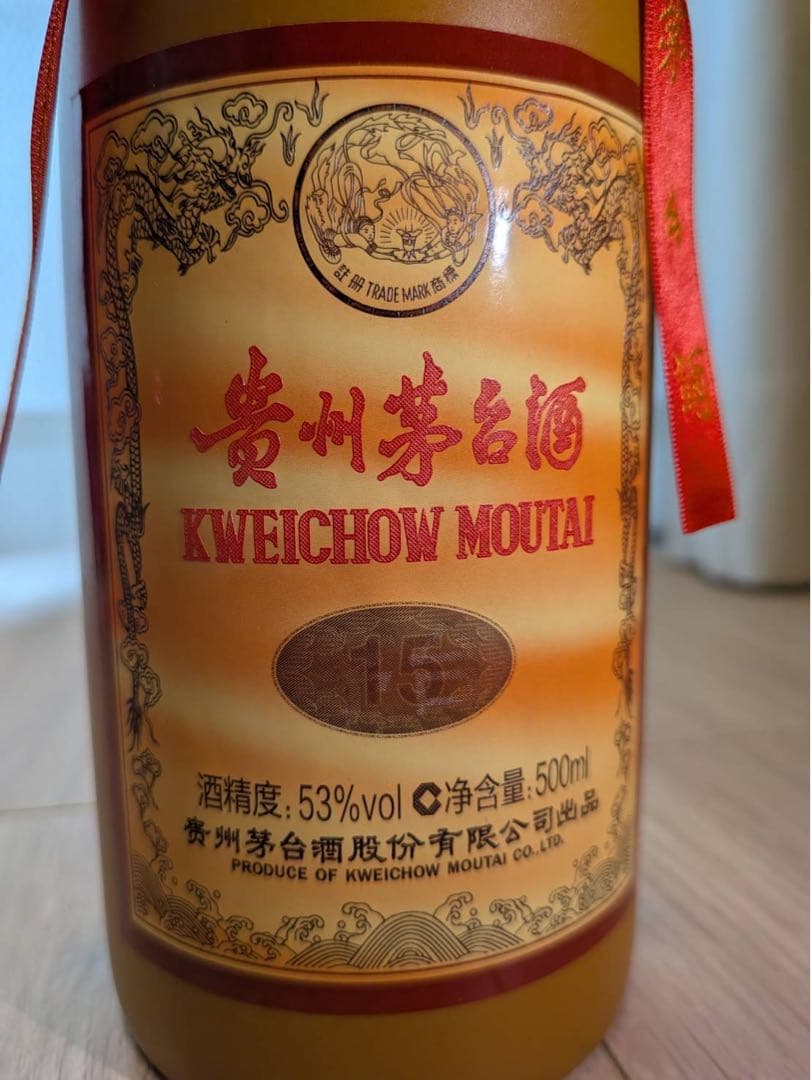 註册 TRADE MARK 商標
贵州茅台酒
KWEICHOW MOUTAI
15
酒精度: 53%vol 净含量: 500ml
贵州茅台酒股份有限公司出品
PRODUCE OF KWEICHOW MOUTAI CO., LTD.